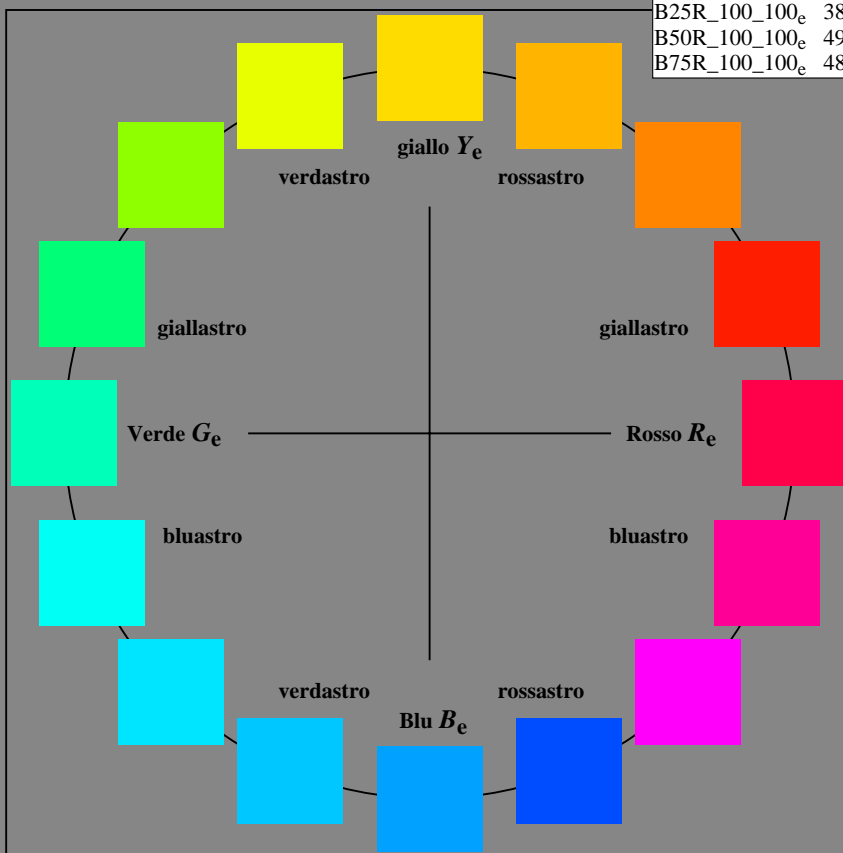 B25R_100_100e 38
B50R_100_100e 49
B75R_100_100e 48
giallo Ye
verdastro rossastro
giallastro giallastro
Verde Ge Rosso Re
bluastro bluastro
verdastro rossastro
Blu Be